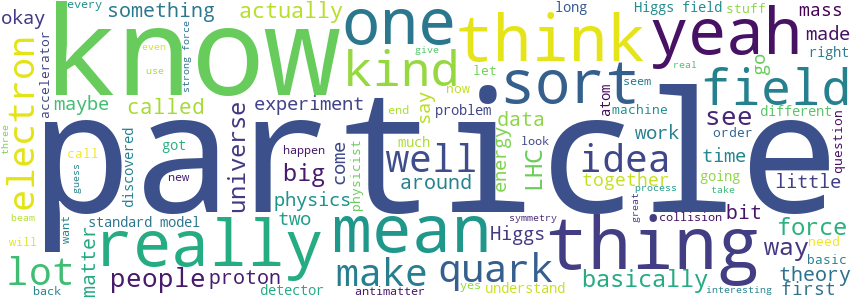 okay
every
something
actually
long
Higgs field
stuff
mass
even
use
strong force
accelerator
know
one
kind
give
think
yeah
made
right
maybe
called
experiment
say
now
let
sort
seem
real
field
go
electron
call
got
discovered
universe
big
happen
come
physicist
end
much
problem
well
energy
data
LHC
look
atom
machine
idea
work
order
see
time
going
different
question
three
particle
guess
new
physics
around
together
process
take
great
little
beam
will
want
standard model
two
really
mean
Higgs
symmetry
collision
thing
bit
way
force
need
basic
theory
lot
back
matter
people
proton
detector
make
antimatter
quark
yes
understand
basically
interesting
first